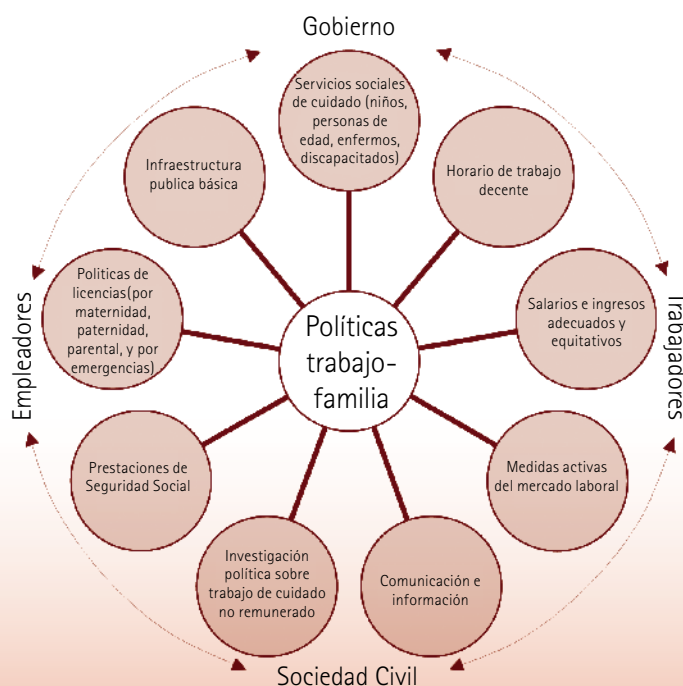 Gobierno
Servicios sociales
de cuidado (niños,
personas de
edad, enfermos,
discapacitados)
Infraestructura
publica básica
Horario de trabajo
decente
Empleadores
Politicas de
licencias(por
maternidad,
paternidad,
parental, y por
emergencias)
Políticas
trabajo-
familia
Salarios e ingresos
adecuados y
equitativos
Trabajadores
Prestaciones de
Seguridad Social
Medidas activas
del mercado laboral
Investigación
política sobre
trabajo de cuidado
no remunerado
Comunicación e
información
Sociedad Civil